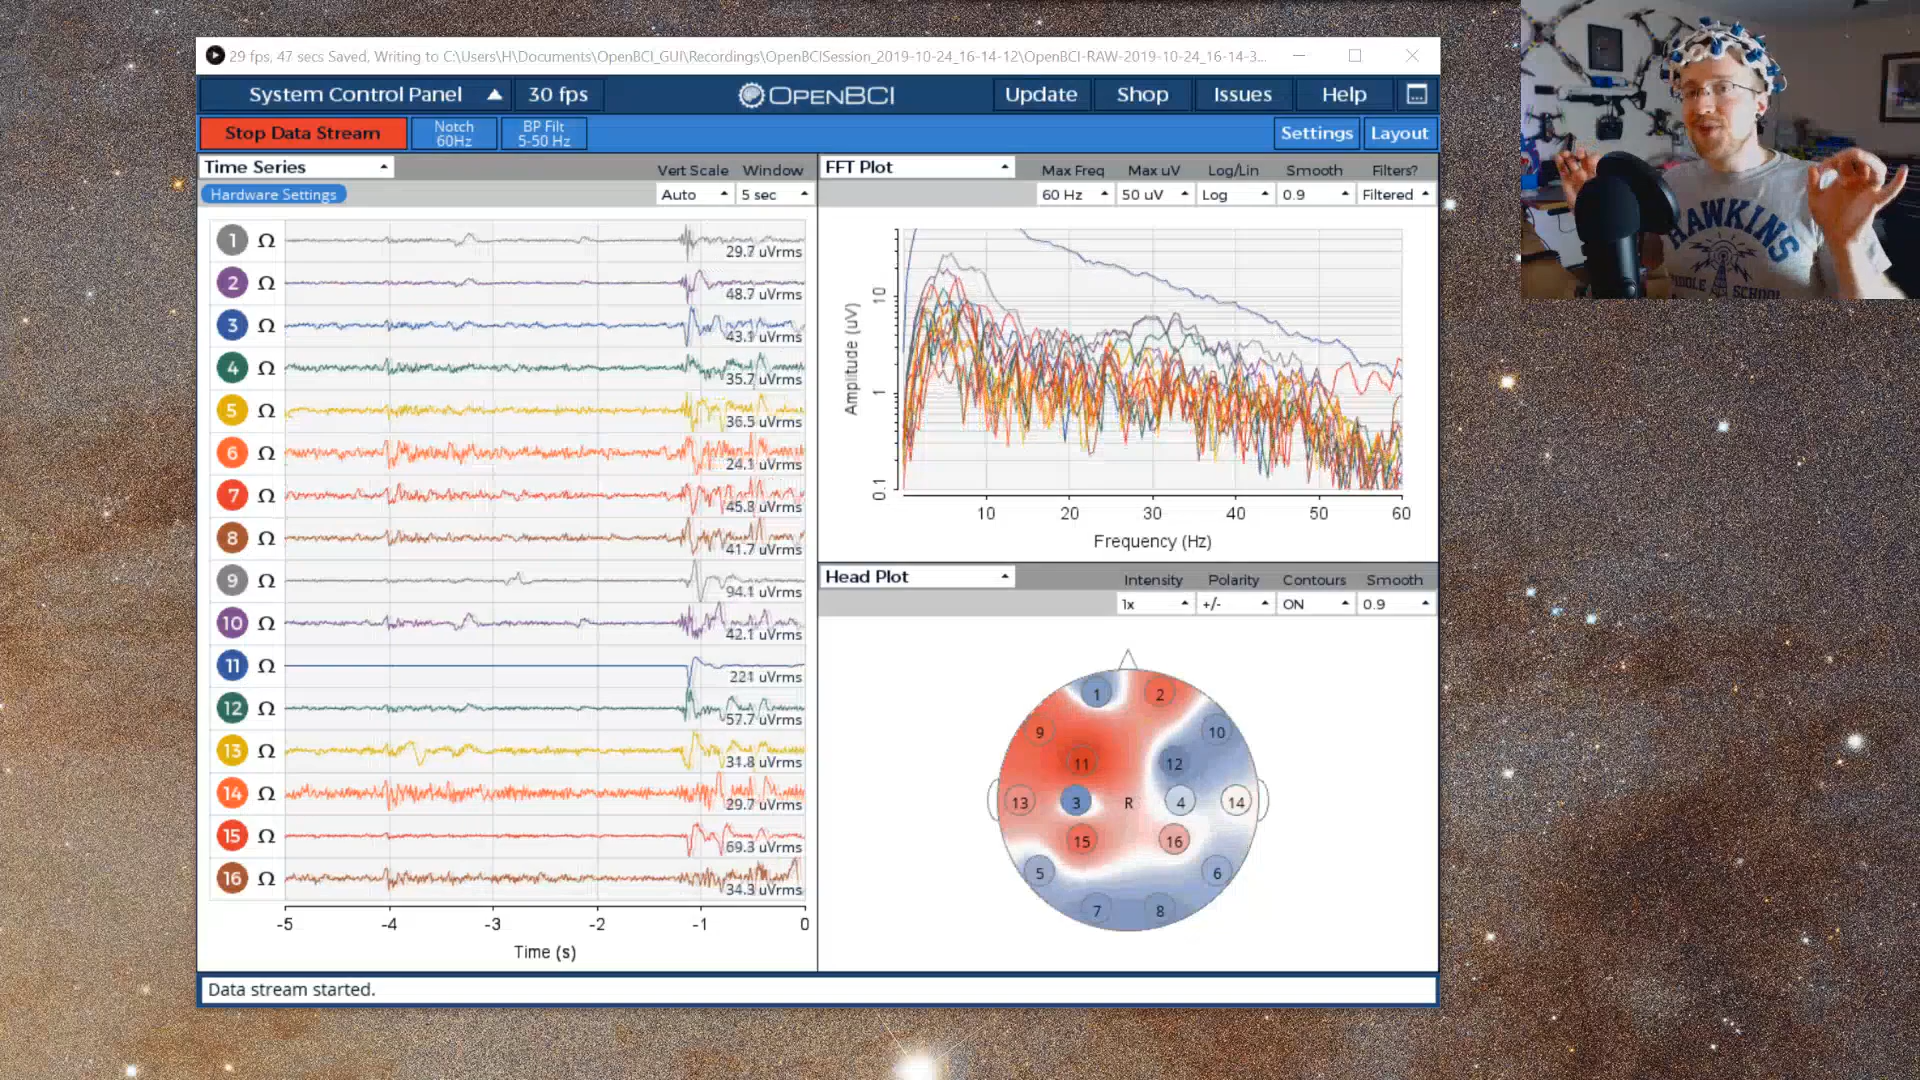 29 fps, 47 secs Saved, Writing to C:\Users\H\Documents\OpenBCI_GUI\Recordings\OpenBCISession_2019-10-24_16-14-12\OpenBCI-RAW-2019-10-24_16-14-3...
System Control Panel 30 fps OPENBCI Update Shop Issues Help
Stop Data Stream Notch 60Hz BP Filt 5-50 Hz Settings Layout
Time Series
Vert Scale Window
Hardware Settings Auto 5 sec
1 Ω 29.7 uVrms
2 Ω 48.7 uVrms
3 Ω 43.9 uVrms
4 Ω 35.7 uVrms
5 Ω 36.5 uVrms
6 Ω 24.1 uVrms
7 Ω 45.8 uVrms
8 Ω 41.7 uVrms
9 Ω 94.1 uVrms
10 Ω 42.1 uVrms
11 Ω 221 uVrms
12 Ω 57.7 uVrms
13 Ω 31.8 uVrms
14 Ω 29.7 uVrms
15 Ω 69.3 uVrms
16 Ω 34.3 uVrms
-5 -4 -3 -2 -1 0
Time (s)
FFT Plot
Max Freq Max uV Log/Lin Smooth Filters?
60 Hz 50 uV Log 0.9 Filtered
Amplitude (uV)
10
1
0.1
10 20 30 40 50 60
Frequency (Hz)
Head Plot
Intensity Polarity Contours Smooth
1x +/- ON 0.9
1 2
9 10
11 12
13 3 R 4 14
15 16
5 6
7 8
Data stream started.
HAWKINS
MIDDLE SCHOOL